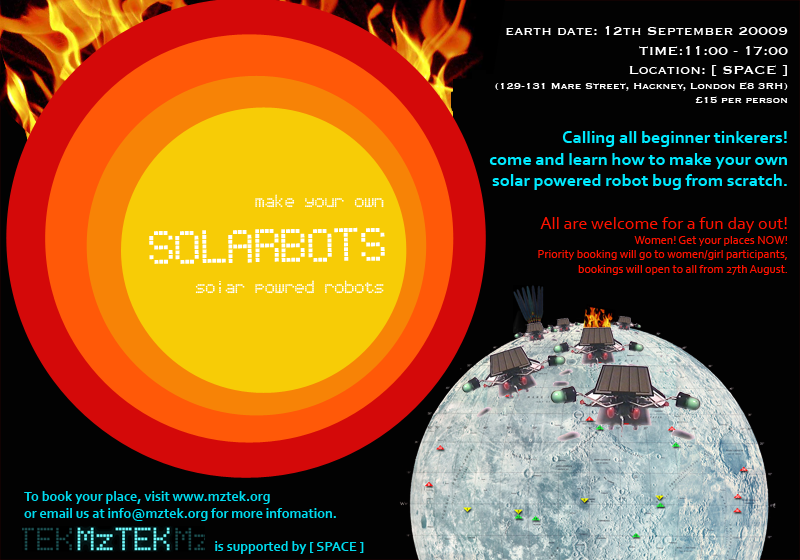 EARTH DATE: 12TH SEPTEMBER 20009
TIME:11:00 - 17:00
LOCATION: [ SPACE ]
(129-131 MARE STREET, HACKNEY, LONDON E8 3RH)
£15 PER PERSON
Calling all beginner tinkerers!
come and learn how to make your own
solar powered robot bug from scratch.
All are welcome for a fun day out!
Women! Get your places NOW!
Priority booking will go to women/girl participants,
bookings will open to all from 27th August.
make your own
SOLARBOTS
solar powred robots
To book your place, visit www.mztek.org
or email us at info@mztek.org for more infomation.
TEKMzTEKMz is supported by [ SPACE ]